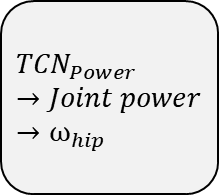 TCN_Power
→ Joint power
→ ω_hip